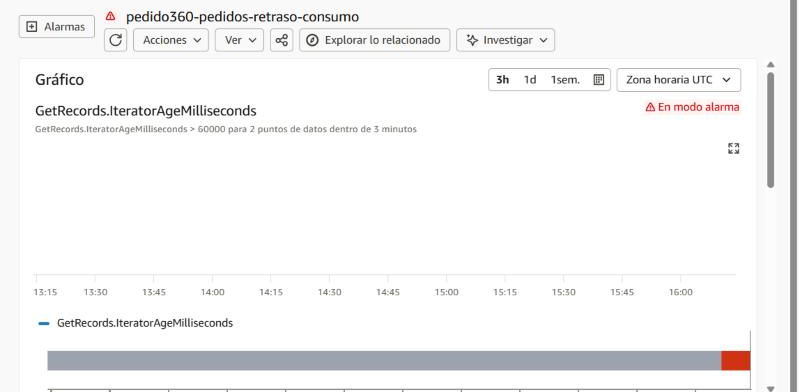 pedido360-pedidos-retraso-consumo
Alarmas
Acciones
Ver
Explorar lo relacionado
Investigar
Gráfico
3h 1d 1sem.
Zona horaria UTC
GetRecords.IteratorAgeMilliseconds
En modo alarma
GetRecords.IteratorAgeMilliseconds > 60000 para 2 puntos de datos dentro de 3 minutos
13:15 13:30 13:45 14:00 14:15 14:30 14:45 15:00 15:15 15:30 15:45 16:00
GetRecords.IteratorAgeMilliseconds